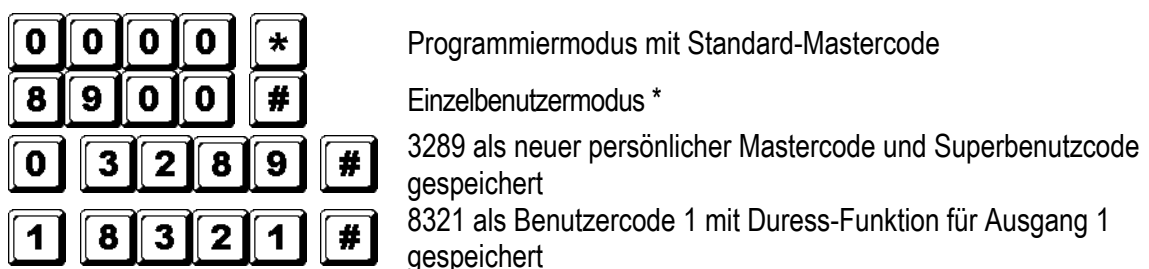 0 0 0 0 * Programmiermodus mit Standard-Mastercode
8 9 0 0 # Einzelbenutzermodus *
0 3 2 8 9 # 3289 als neuer persönlicher Mastercode und Superbenutzcode
gespeichert
1 8 3 2 1 # 8321 als Benutzercode 1 mit Duress-Funktion für Ausgang 1
gespeichert